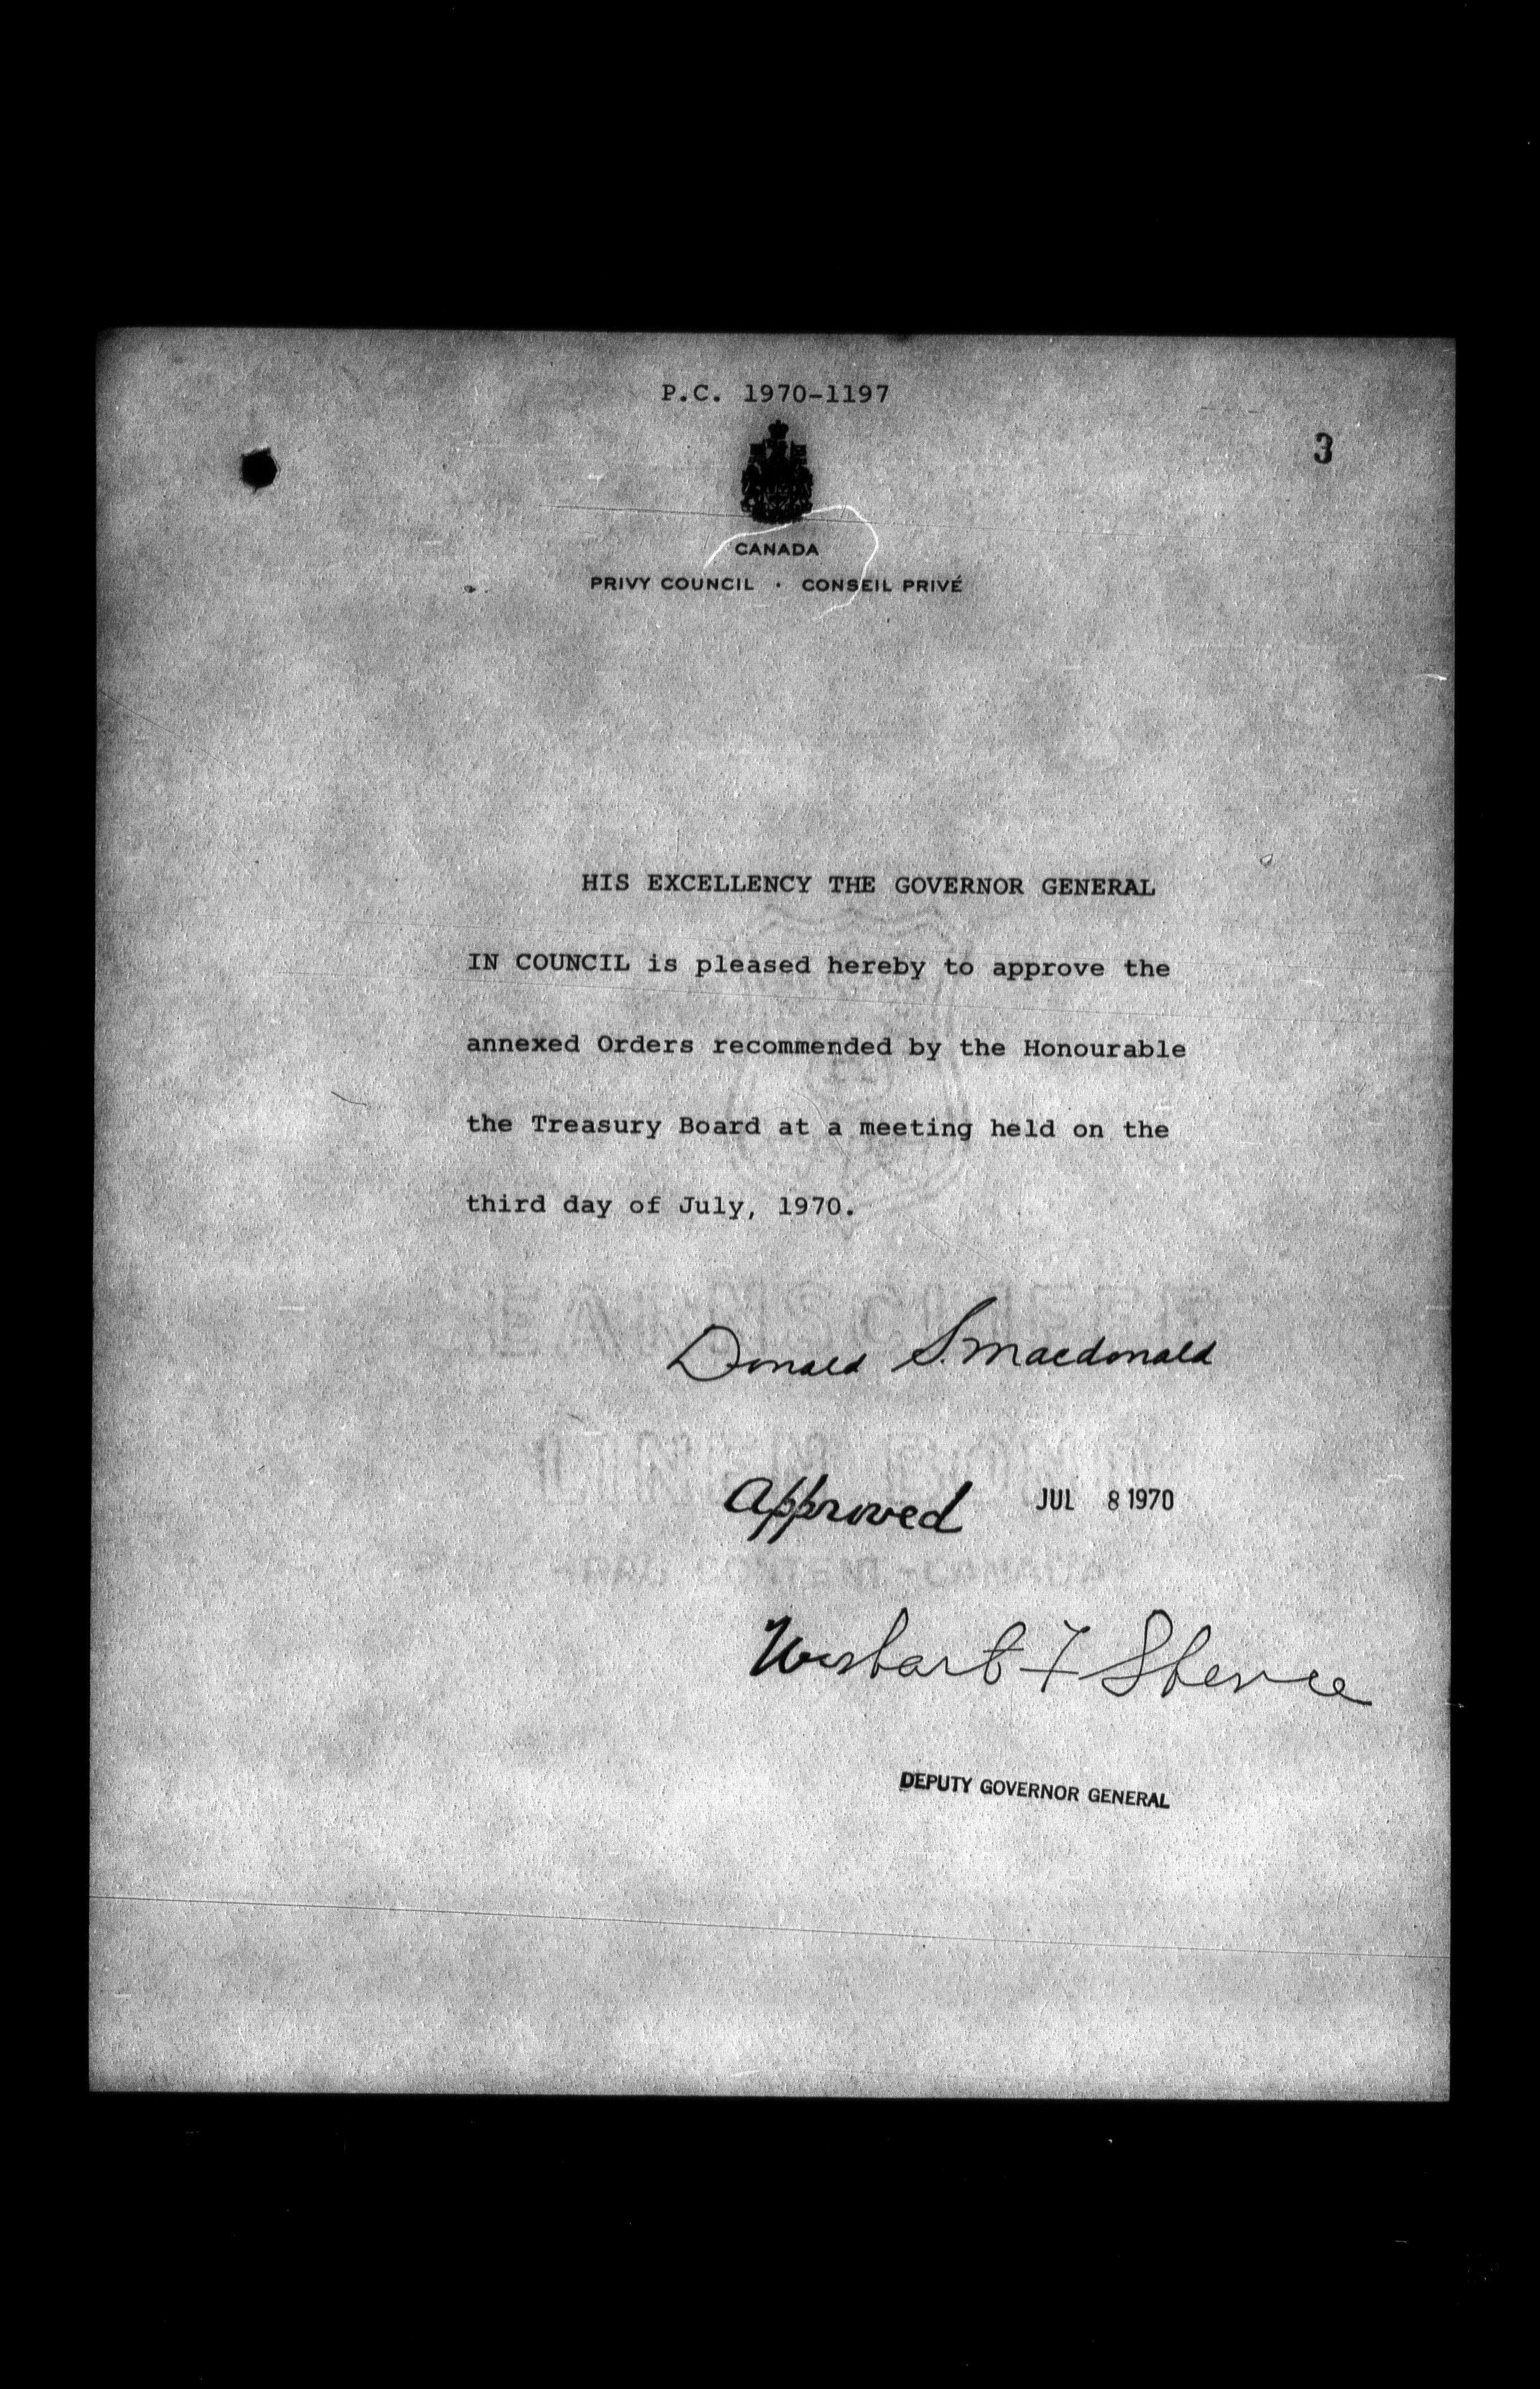 P.C. 1970-1197
3
CANADA
PRIVY COUNCIL · CONSEIL PRIVÉ
HIS EXCELLENCY THE GOVERNOR GENERAL
IN COUNCIL is pleased hereby to approve the
annexed Orders recommended by the Honourable
the Treasury Board at a meeting held on the
third day of July, 1970.
Donald S. Macdonald
Approved JUL 8 1970
Wishart F Spence
DEPUTY GOVERNOR GENERAL